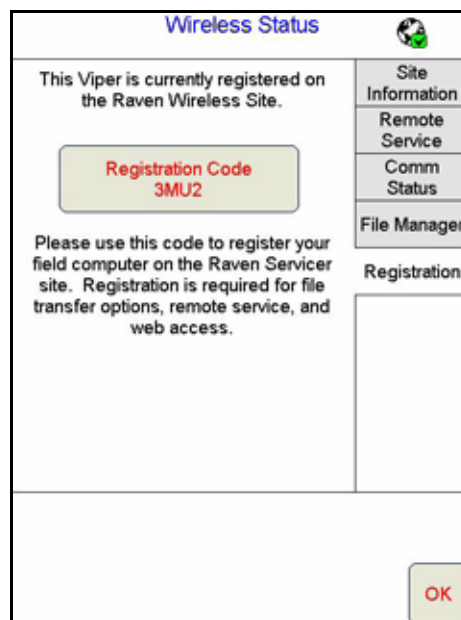 Wireless Status
This Viper is currently registered on
the Raven Wireless Site.
Registration Code
3MU2
Please use this code to register your
field computer on the Raven Servicer
site. Registration is required for file
transfer options, remote service, and
web access.
Site
Information
Remote
Service
Comm
Status
File Manager
Registration
OK